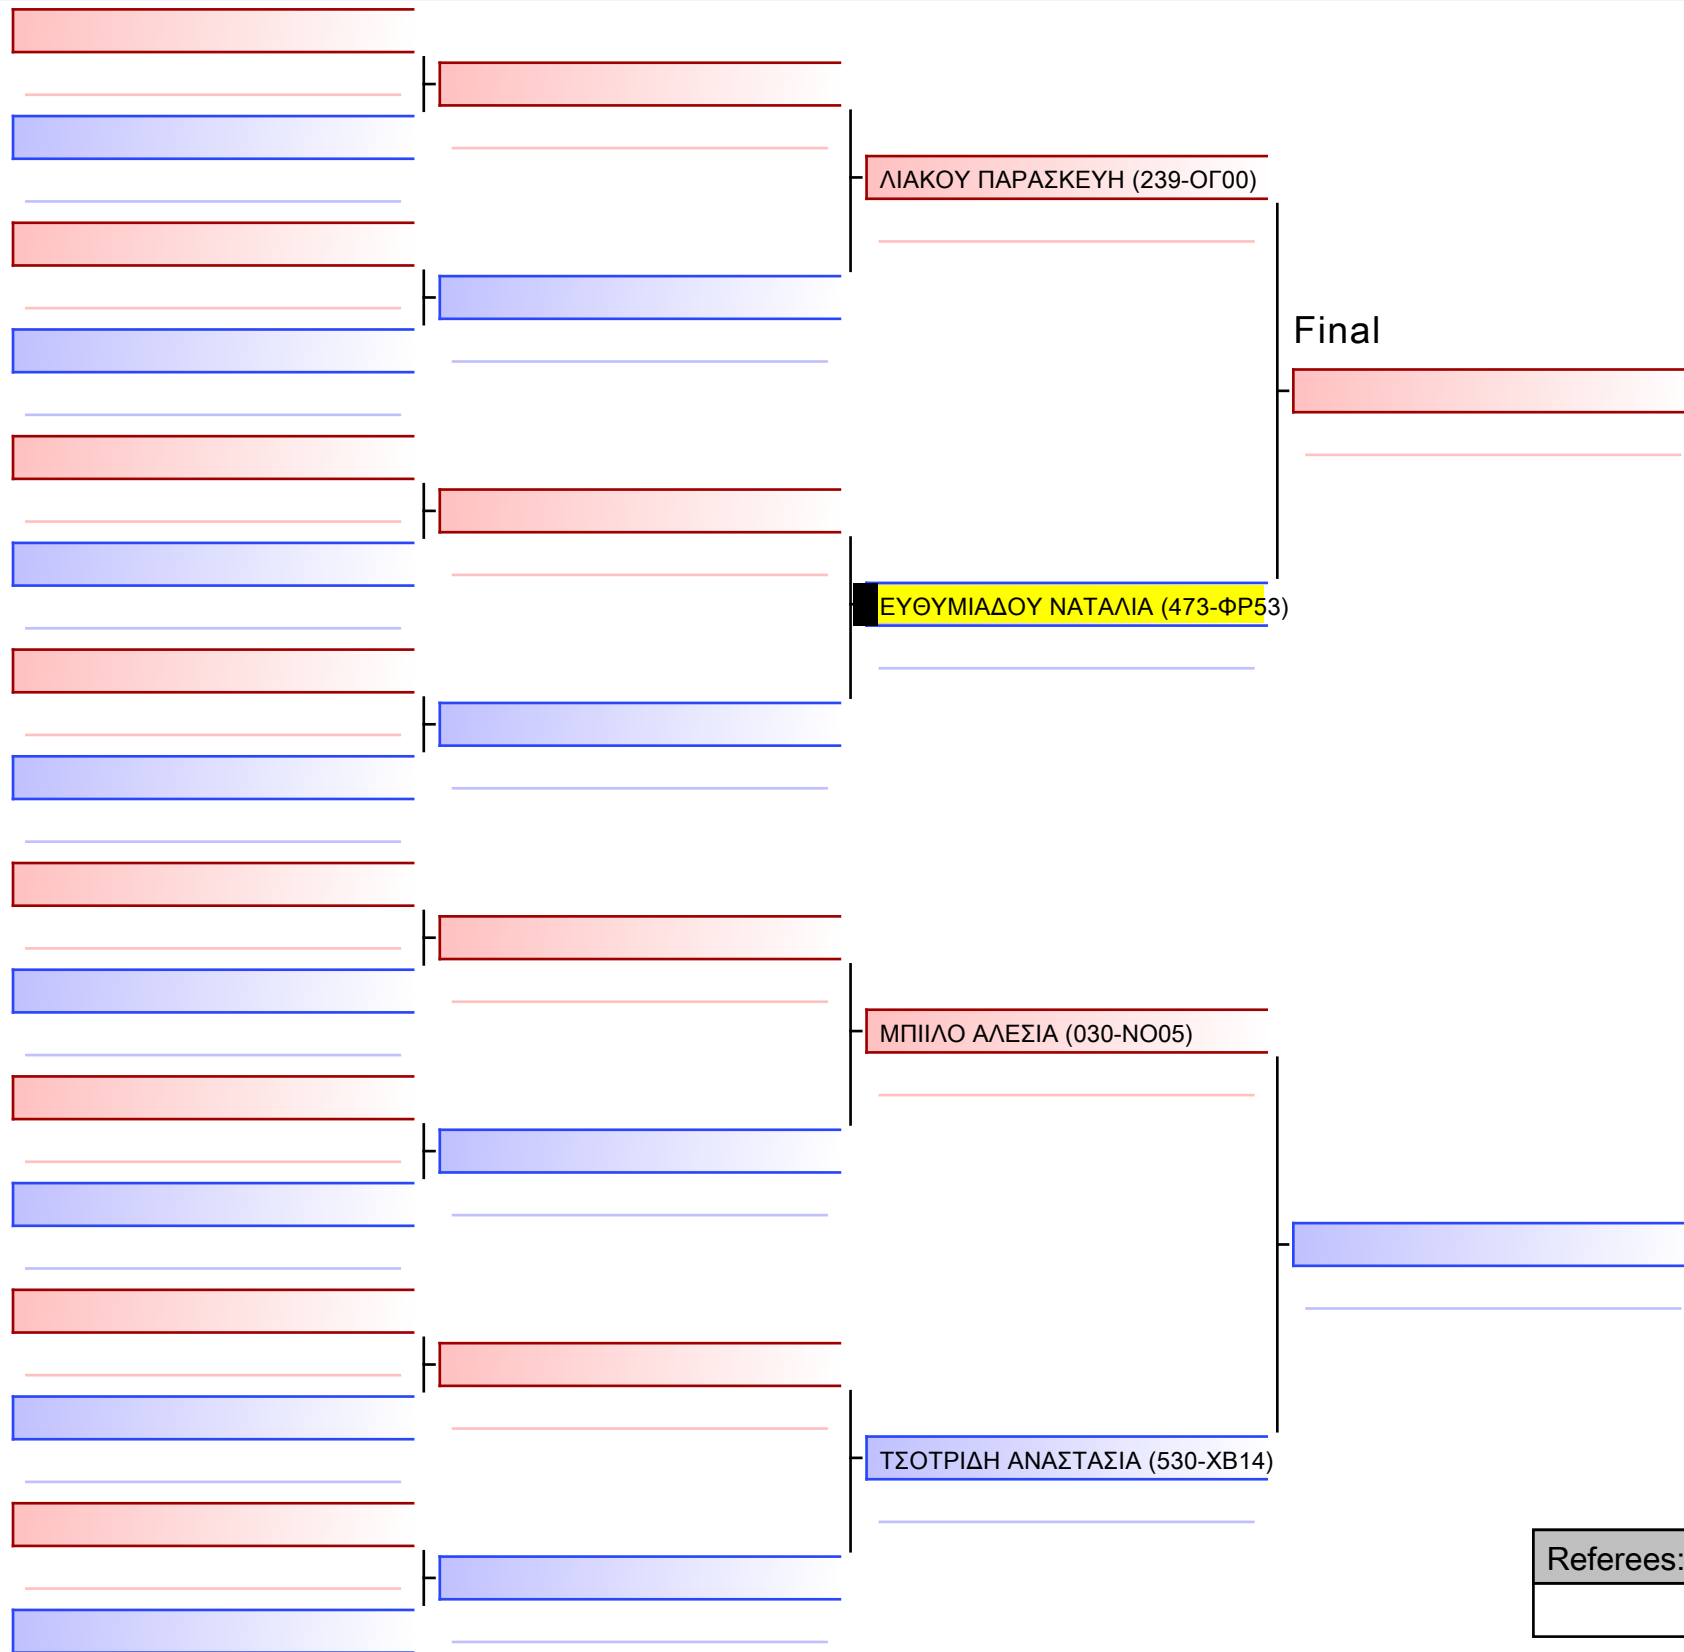 ΛΙΑΚΟΥ ΠΑΡΑΣΚΕΥΗ (239-ΟΓ00)
Final
ΕΥΘΥΜΙΑΔΟΥ ΝΑΤΑΛΙΑ (473-ΦΡ53)
ΜΠΙΙΛΟ ΑΛΕΣΙΑ (030-ΝΟ05)
ΤΣΟΤΡΙΔΗ ΑΝΑΣΤΑΣΙΑ (530-ΧΒ14)
Referees: